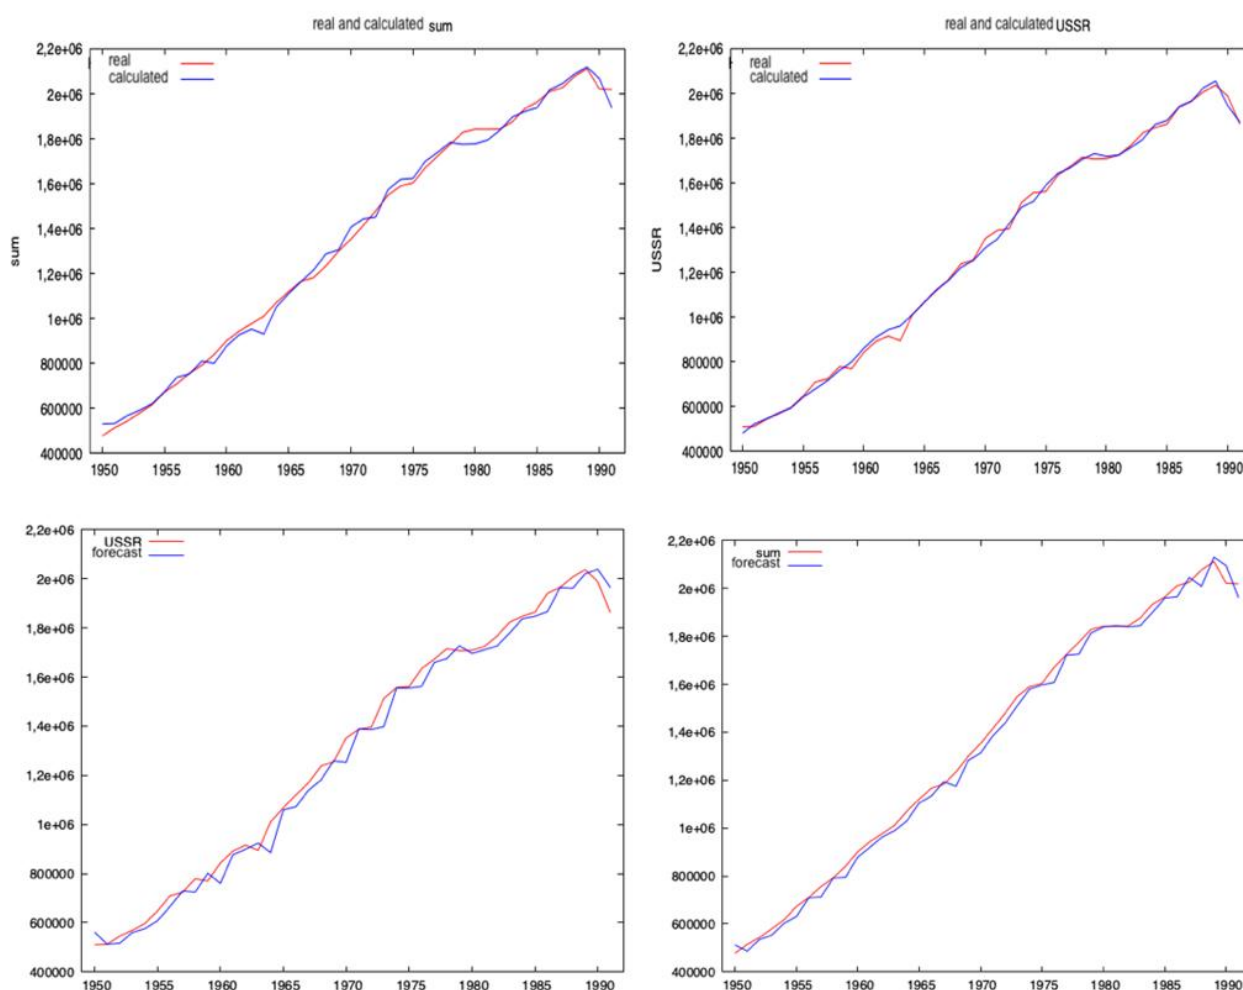 real and calculated sum
2,2e+06
real
calculated
2e+06
1,8e+06
1,6e+06
1,4e+06
sum
1,2e+06
1e+06
800000
600000
400000
1950 1955 1960 1965 1970 1975 1980 1985 1990
real and calculated USSR
2,2e+06
real
calculated
2e+06
1,8e+06
1,6e+06
1,4e+06
USSR
1,2e+06
1e+06
800000
600000
400000
1950 1955 1960 1965 1970 1975 1980 1985 1990
2,2e+06
USSR
forecast
2e+06
1,8e+06
1,6e+06
1,4e+06
1,2e+06
1e+06
800000
600000
400000
1950 1955 1960 1965 1970 1975 1980 1985 1990
2,2e+06
sum
forecast
2e+06
1,8e+06
1,6e+06
1,4e+06
1,2e+06
1e+06
800000
600000
400000
1950 1955 1960 1965 1970 1975 1980 1985 1990